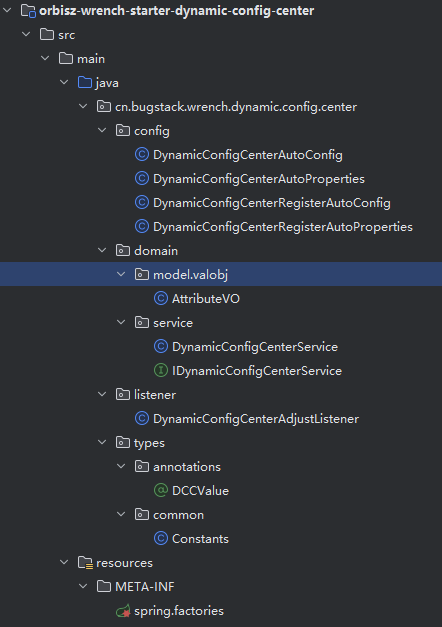 orbisz-wrench-starter-dynamic-config-center
src
main
java
cn.bugstack.wrench.dynamic.config.center
config
DynamicConfigCenterAutoConfig
DynamicConfigCenterAutoProperties
DynamicConfigCenterRegisterAutoConfig
DynamicConfigCenterRegisterAutoProperties
domain
model.valobj
AttributeVO
service
DynamicConfigCenterService
IDynamicConfigCenterService
listener
DynamicConfigCenterAdjustListener
types
annotations
DCCValue
common
Constants
resources
META-INF
spring.factories